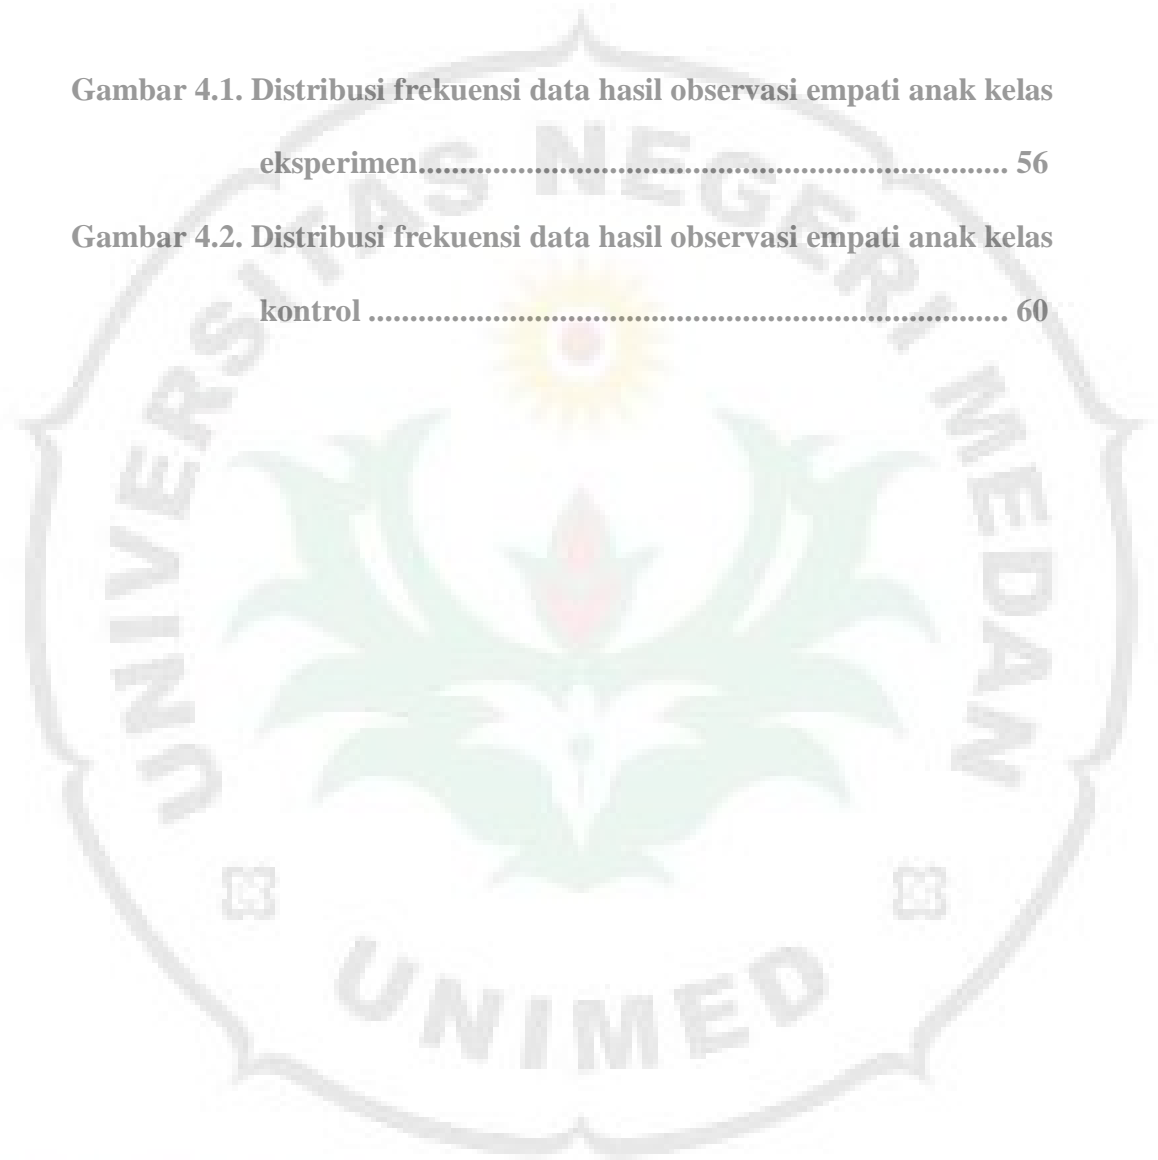 Gambar 4.1. Distribusi frekuensi data hasil observasi empati anak kelas
eksperimen....................................................................... 56
Gambar 4.2. Distribusi frekuensi data hasil observasi empati anak kelas
kontrol ............................................................................. 60
UNIVERSITAS NEGERI MEDAN
UNIMED